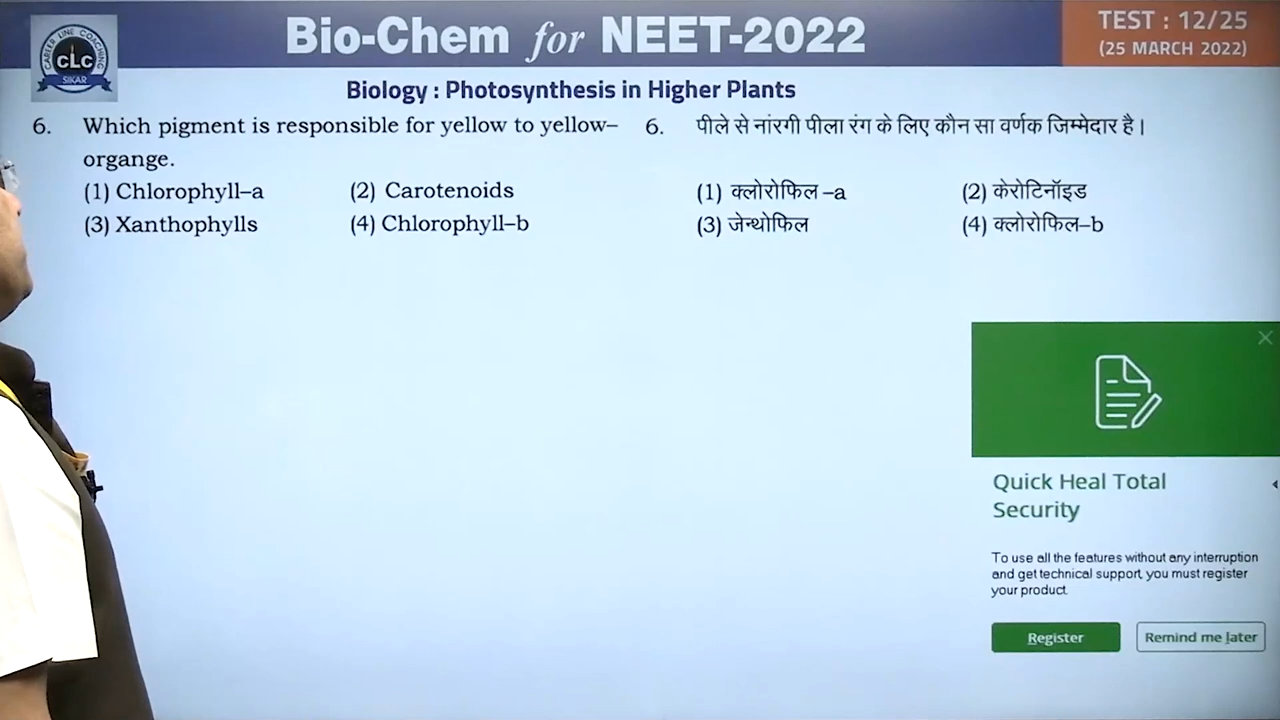 CAREER LINE COACHING
CLC
SIKAR
Bio-Chem for NEET-2022
TEST : 12/25
(25 MARCH 2022)
Biology : Photosynthesis in Higher Plants
6. Which pigment is responsible for yellow to yellow–
organge.
(1) Chlorophyll–a (2) Carotenoids
(3) Xanthophylls (4) Chlorophyll–b
6. पीले से नांरगी पीला रंग के लिए कौन सा वर्णक जिम्मेदार है।
(1) क्लोरोफिल –a (2) केरोटिनॉइड
(3) जेन्थोफिल (4) क्लोरोफिल–b
Quick Heal Total
Security
To use all the features without any interruption
and get technical support, you must register
your product.
Register Remind me later